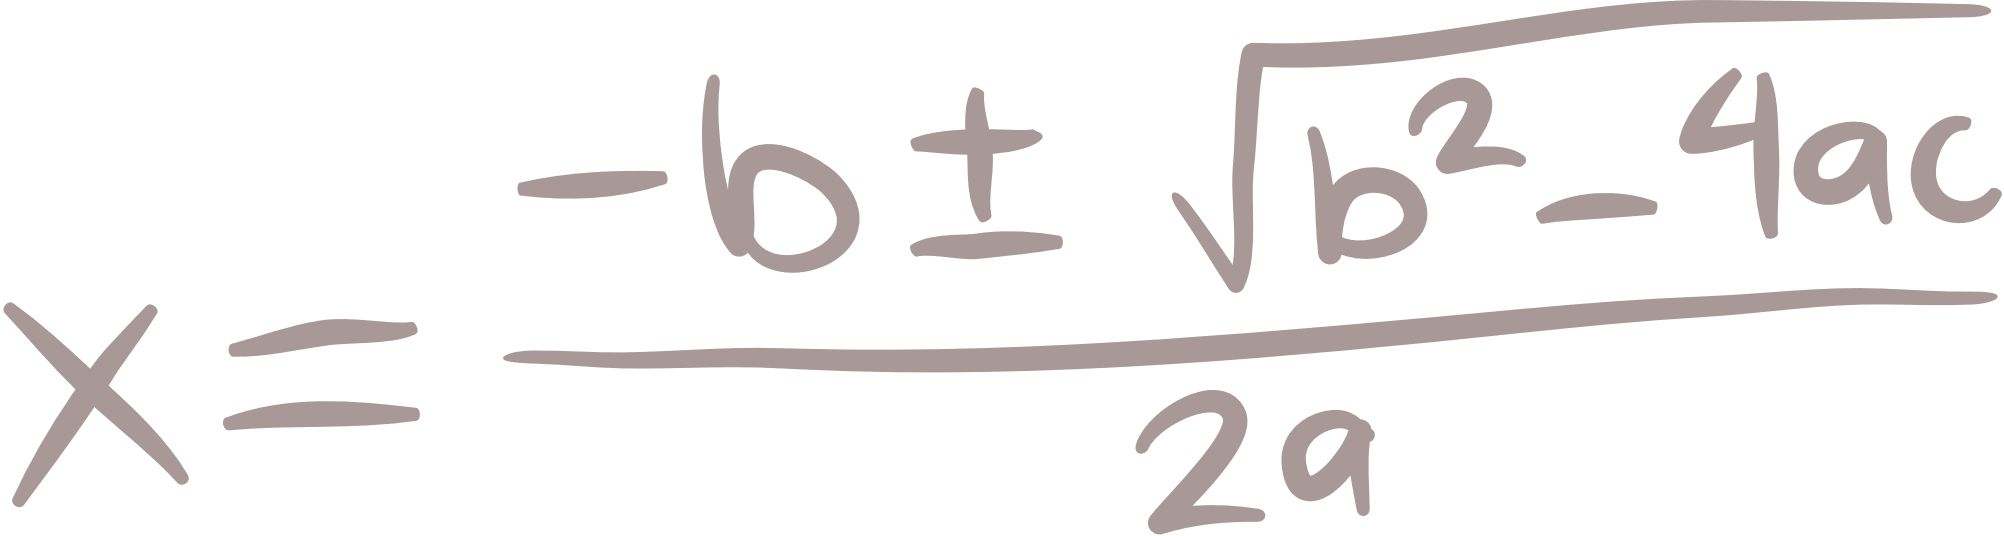 x = -b ± √b² - 4ac / 2a